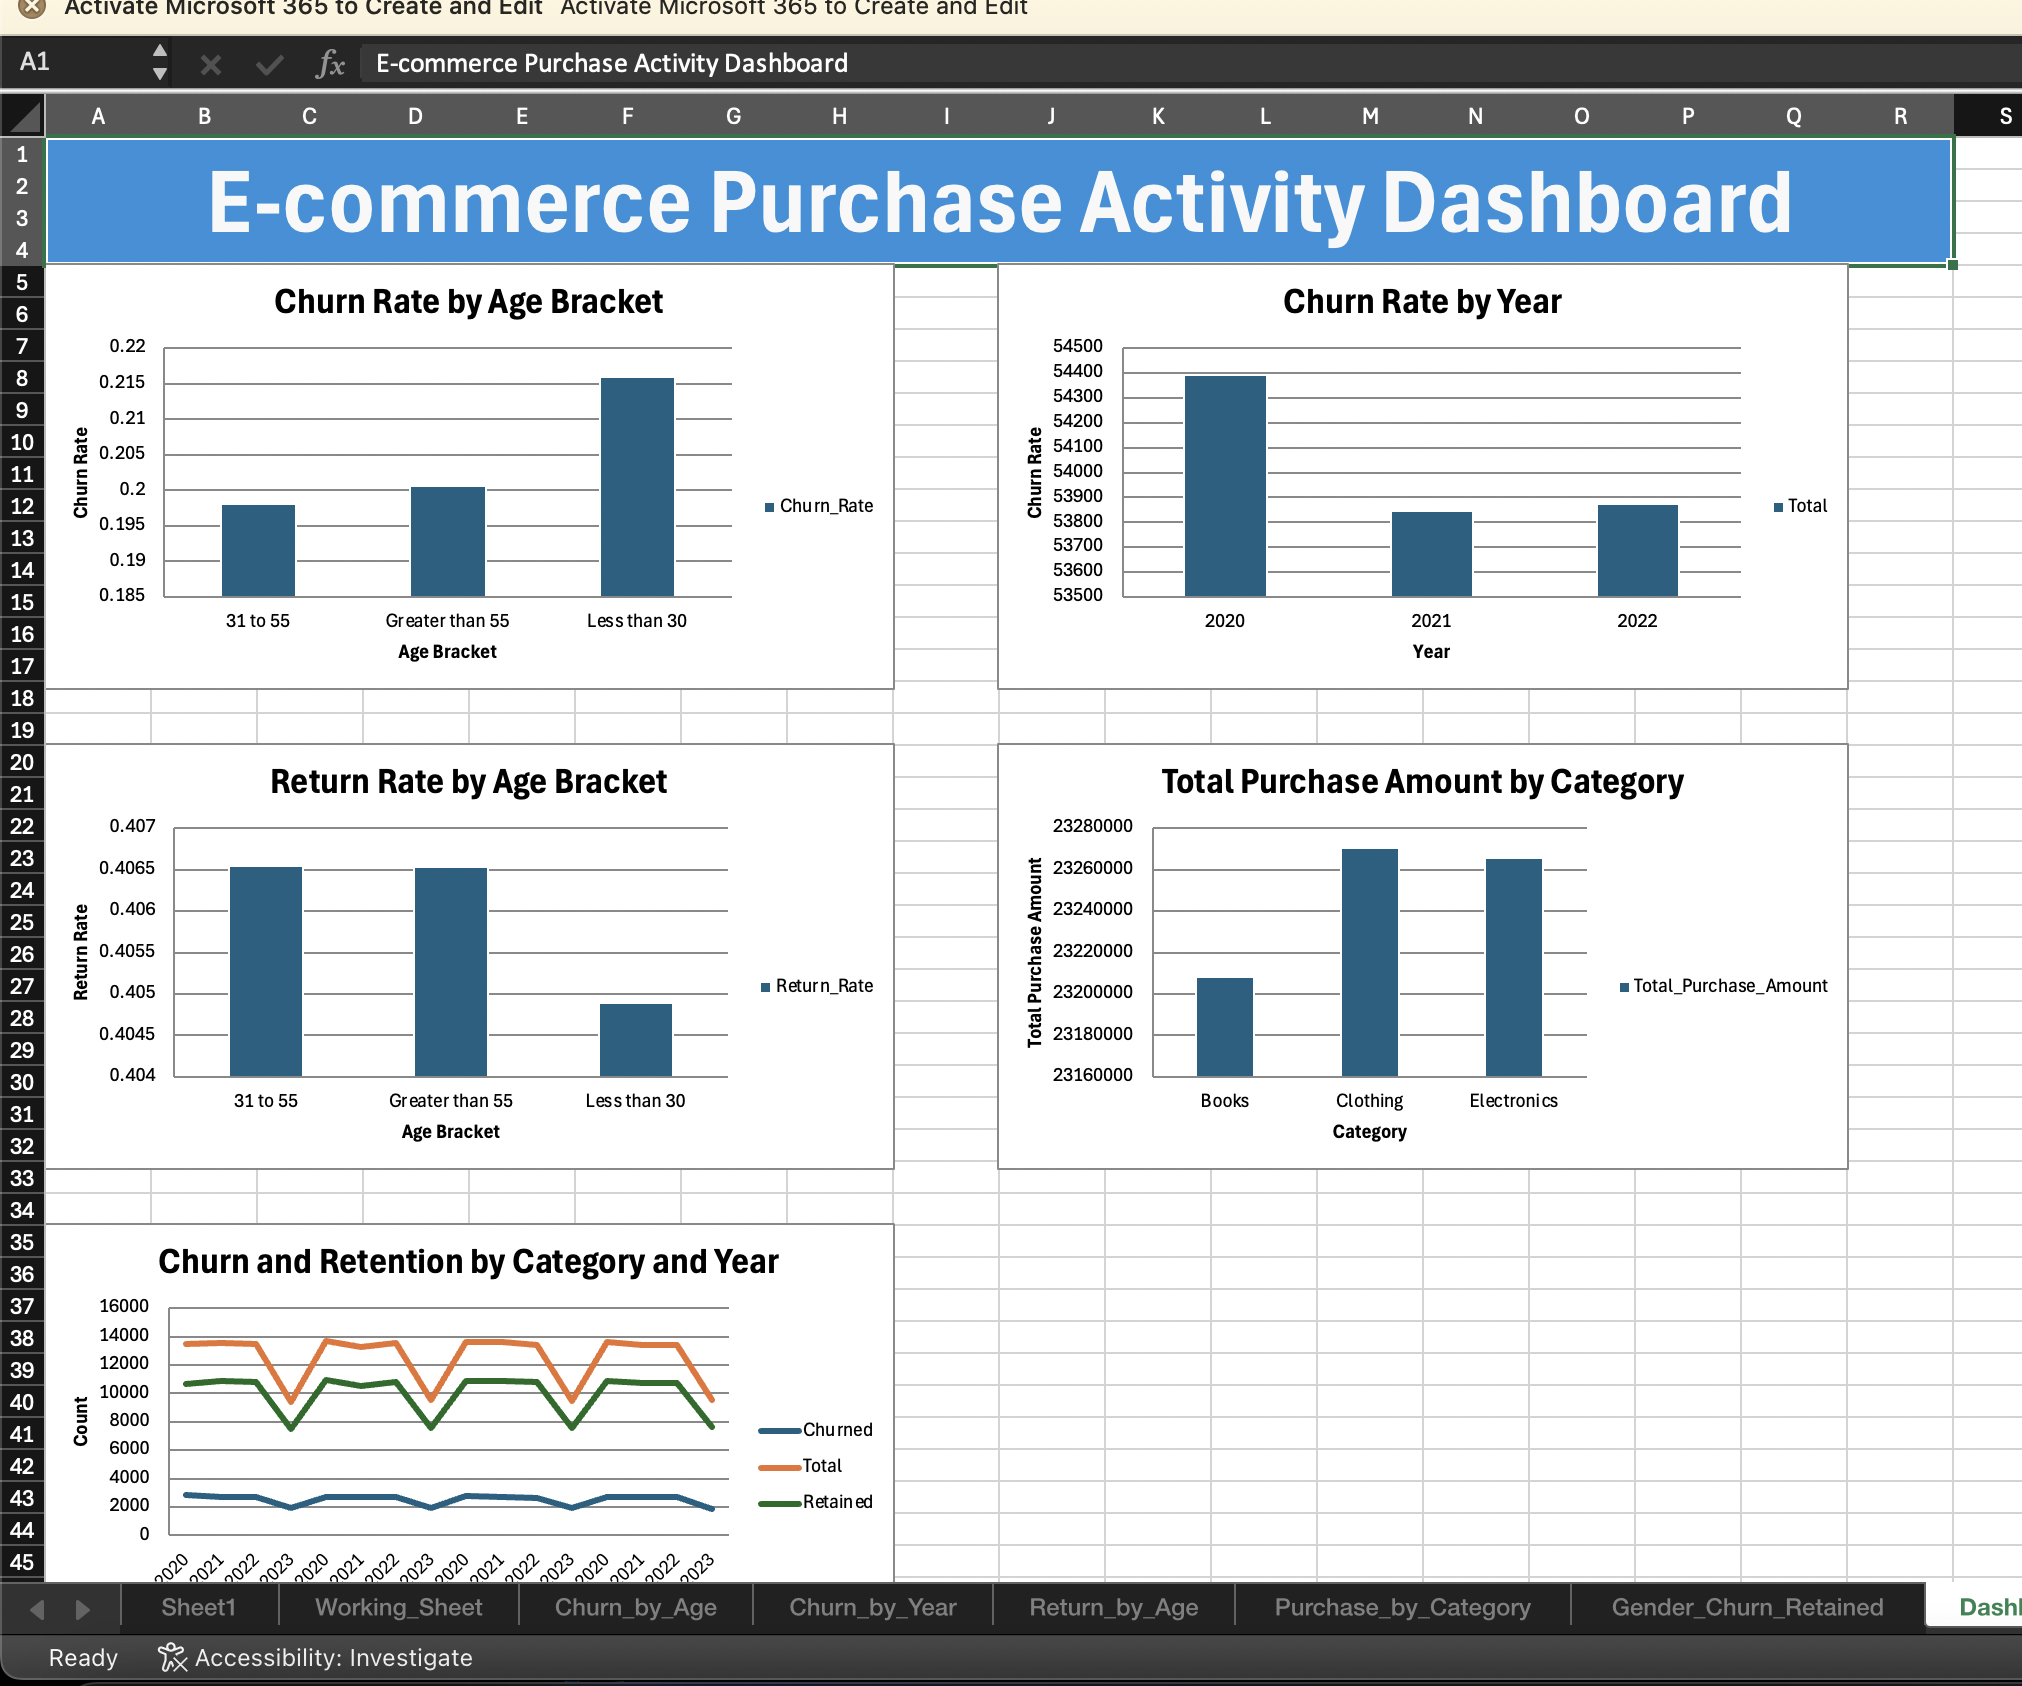 Activate Microsoft 365 to Create and Edit Activate Microsoft 365 to Create and Edit
A1 fx E-commerce Purchase Activity Dashboard
A B C D E F G H I J K L M N O P Q R S
1
2
3
4
5
6
7
8
9
10
11
12
13
14
15
16
17
18
19
20
21
22
23
24
25
26
27
28
29
30
31
32
33
34
35
36
37
38
39
40
41
42
43
44
45
E-commerce Purchase Activity Dashboard
Churn Rate by Age Bracket
Churn Rate
0.22
0.215
0.21
0.205
0.2
0.195
0.19
0.185
31 to 55 Greater than 55 Less than 30
Age Bracket
Churn_Rate
Churn Rate by Year
Churn Rate
54500
54400
54300
54200
54100
54000
53900
53800
53700
53600
53500
2020 2021 2022
Year
Total
Return Rate by Age Bracket
Return Rate
0.407
0.4065
0.406
0.4055
0.405
0.4045
0.404
31 to 55 Greater than 55 Less than 30
Age Bracket
Return_Rate
Total Purchase Amount by Category
Total Purchase Amount
23280000
23260000
23240000
23220000
23200000
23180000
23160000
Books Clothing Electronics
Category
Total_Purchase_Amount
Churn and Retention by Category and Year
Count
16000
14000
12000
10000
8000
6000
4000
2000
0
2020 2021 2022 2023 2020 2021 2022 2023 2020 2021 2022 2023 2020 2021 2022 2023
Churned
Total
Retained
Sheet1 Working_Sheet Churn_by_Age Churn_by_Year Return_by_Age Purchase_by_Category Gender_Churn_Retained Dashl
Ready Accessibility: Investigate